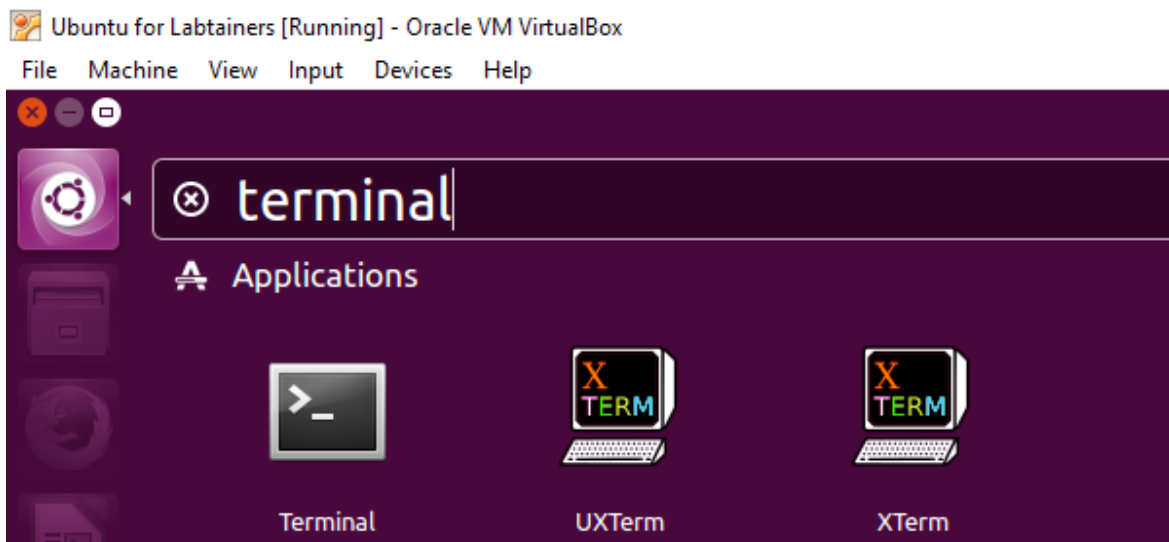 Ubuntu for Labtainers [Running] - Oracle VM VirtualBox
File Machine View Input Devices Help
terminal
Applications
>_
X TERM
X TERM
Terminal UXTerm XTerm